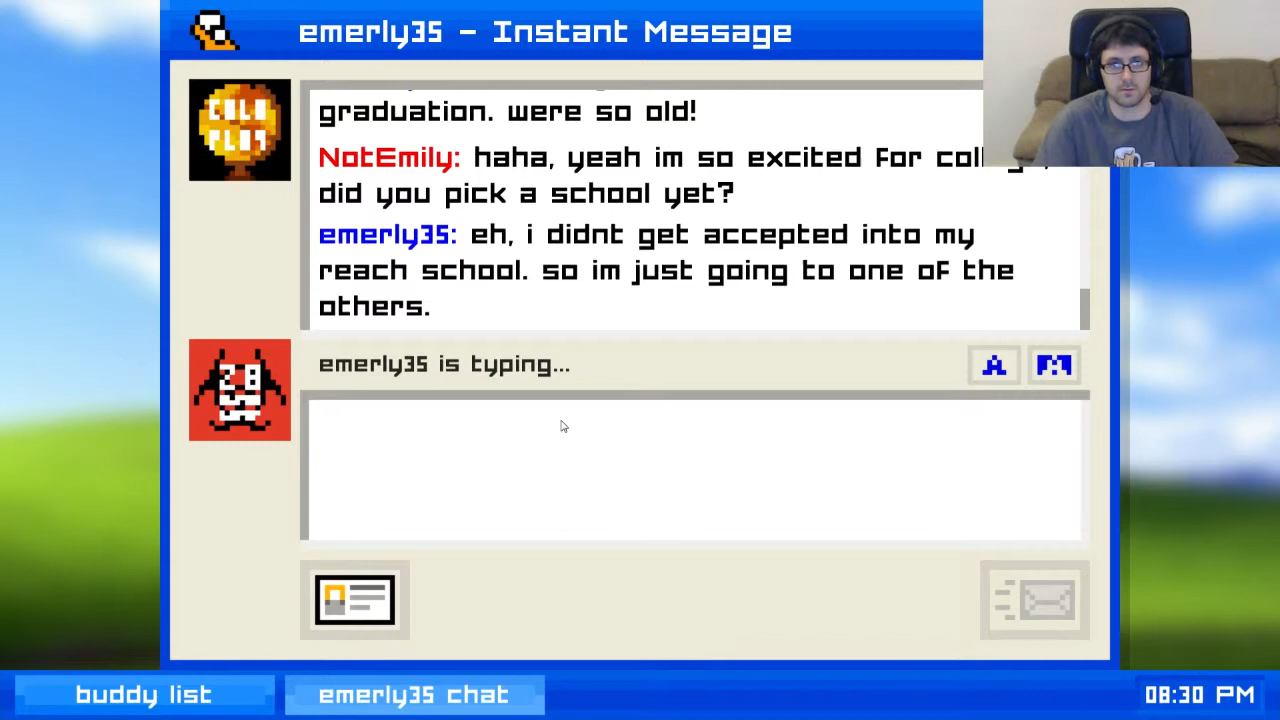 emerly35 - Instant Message
COLD
PLAY
graduation. were so old!
NotEmily: haha, yeah im so excited for
did you pick a school yet?
emerly35: eh, i didnt get accepted into my
reach school. so im just going to one of the
others.
emerly35 is typing...
A
buddy list
emerly35 chat
08:30 PM